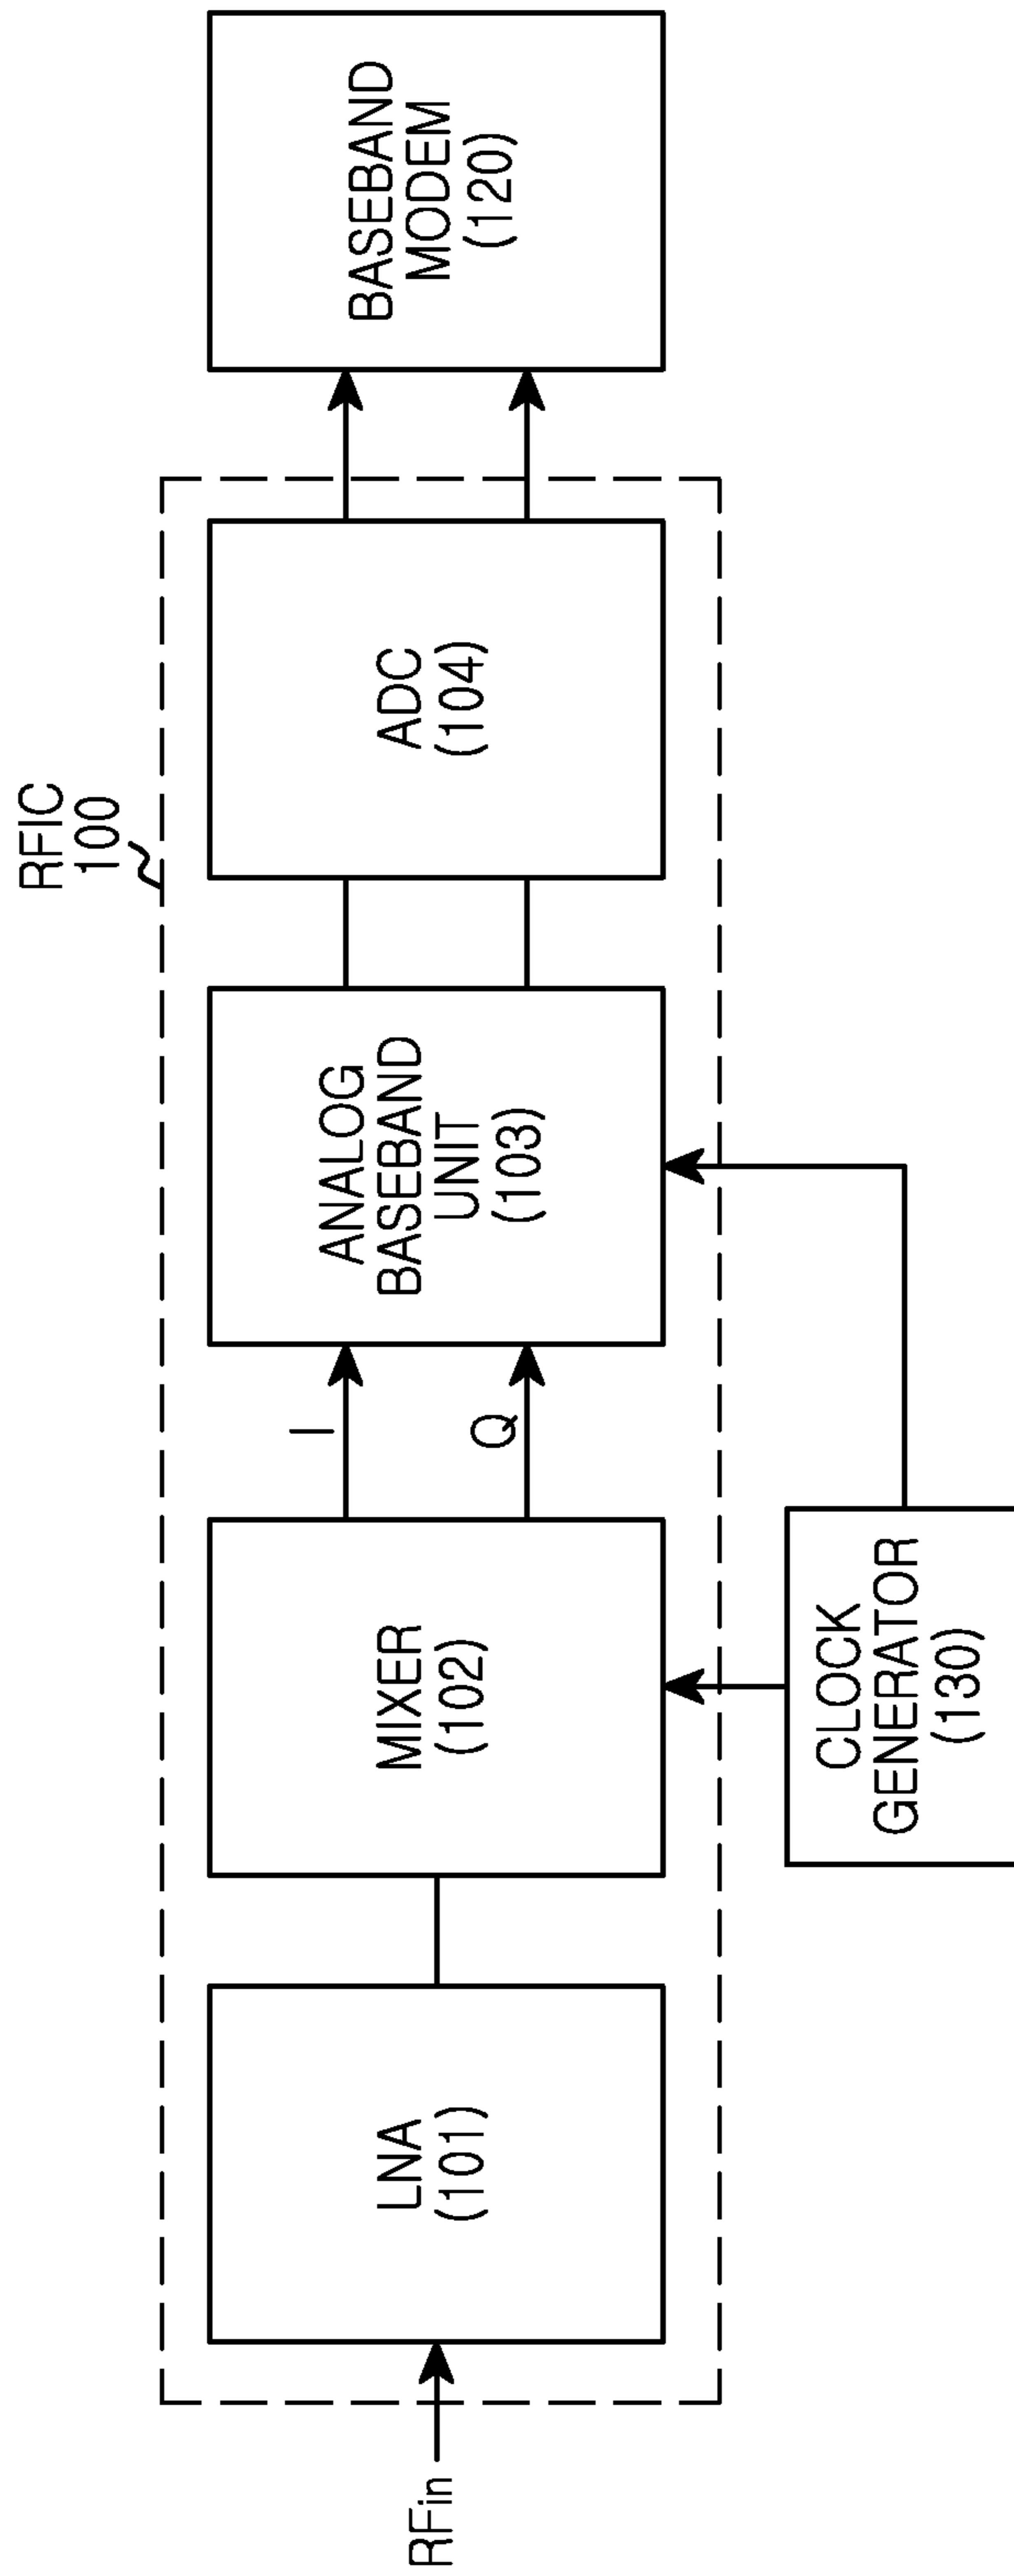 RFIC
100
RFin
LNA
(101)
MIXER
(102)
I
Q
ANALOG
BASEBAND
UNIT
(103)
ADC
(104)
BASEBAND
MODEM
(120)
CLOCK
GENERATOR
(130)